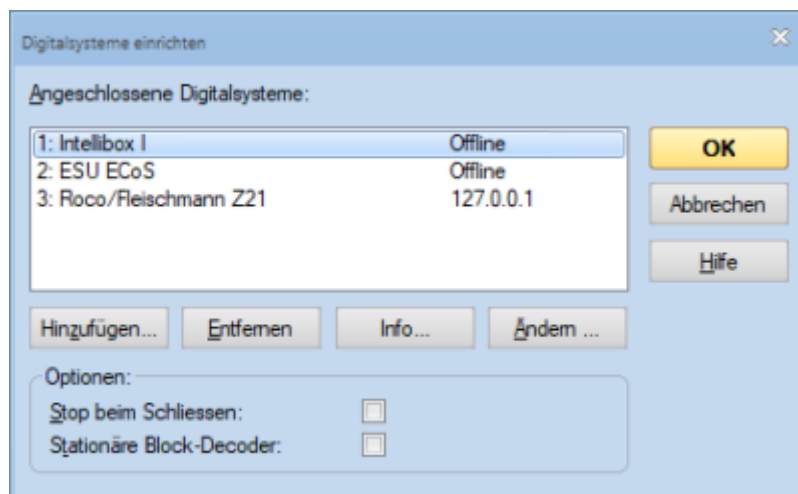 Digitalsysteme einrichten
Angeschlossene Digitalsysteme:
1: Intellibox I Offline
2: ESU ECoS Offline
3: Roco/Fleischmann Z21 127.0.0.1
OK
Abbrechen
Hilfe
Hinzufügen... Entfernen Info... Ändern ...
Optionen:
Stop beim Schliessen:
Stationäre Block-Decoder: